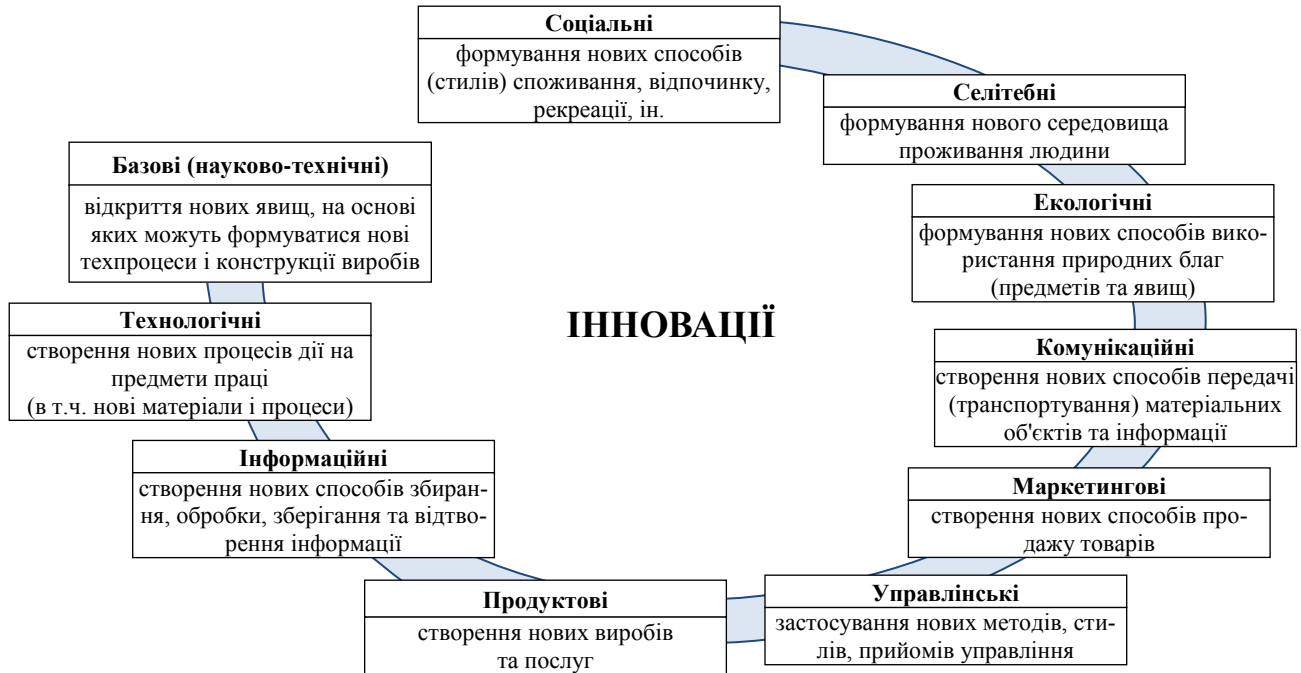 Соціальні
формування нових способів
(стилів) споживання, відпочинку,
рекреації, ін.
Селітебні
формування нового середовища
проживання людини
Базові (науково-технічні)
відкриття нових явищ, на основі
яких можуть формуватися нові
техпроцеси і конструкції виробів
Екологічні
формування нових способів вико-
ристання природних благ
(предметів та явищ)
ІННОВАЦІЇ
Технологічні
створення нових процесів дії на
предмети праці
(в т.ч. нові матеріали і процеси)
Комунікаційні
створення нових способів передачі
(транспортування) матеріальних
об'єктів та інформації
Інформаційні
створення нових способів збиран-
ня, обробки, зберігання та відтво-
рення інформації
Маркетингові
створення нових способів про-
дажу товарів
Продуктові
створення нових виробів
та послуг
Управлінські
застосування нових методів, сти-
лів, прийомів управління